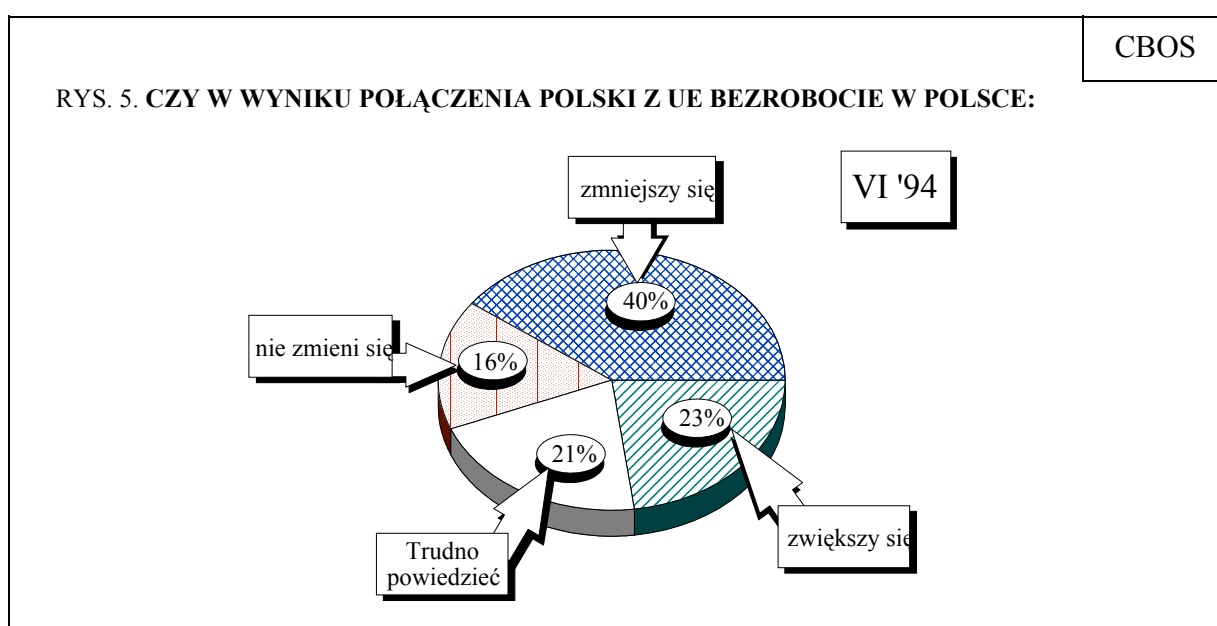 CBOS
RYS. 5. CZY W WYNIKU POŁĄCZENIA POLSKI Z UE BEZROBOCIE W POLSCE:
zmniejszy się
VI '94
40%
nie zmieni się
16%
23%
21%
zwiększy się
Trudno
powiedzieć